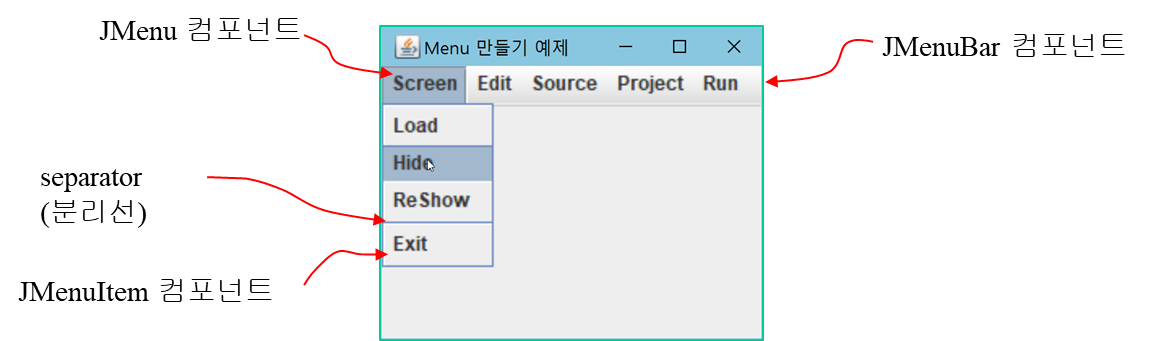 JMenu 컴포넌트
Menu 만들기 예제
JMenuBar 컴포넌트
Screen Edit Source Project Run
Load
Hide
ReShow
Exit
separator
(분리선)
JMenuItem 컴포넌트